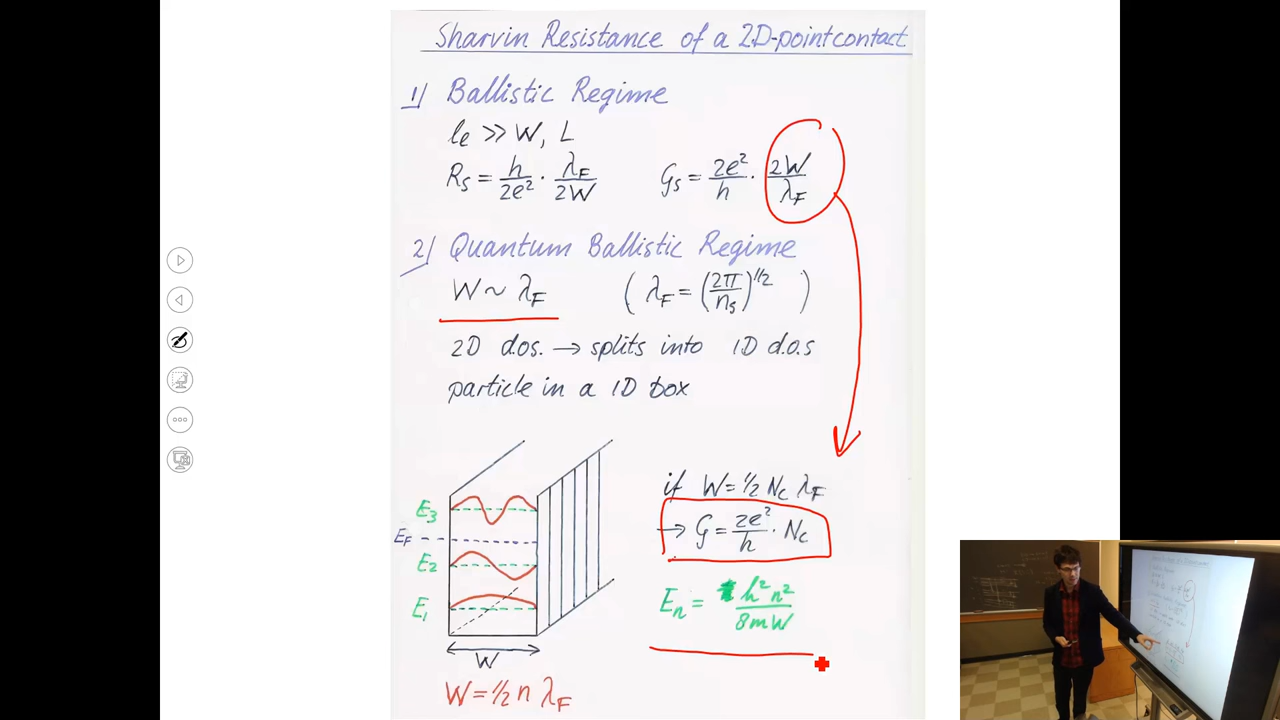 Sharvin Resistance of a 2D-pointcontact
1) Ballistic Regime
le >> W, L
Rs = h/2e² · λF/2W    Gs = 2e²/h · 2W/λF
2) Quantum Ballistic Regime
W ~ λF    ( λF = (2π/ns)^1/2 )
2D d.o.s. → splits into 1D d.o.s
particle in a 1D box
if W = 1/2 Nc λF
→ G = 2e²/h · Nc
En = h²n²/8mW
E3
EF
E2
E1
W
W = 1/2 n λF